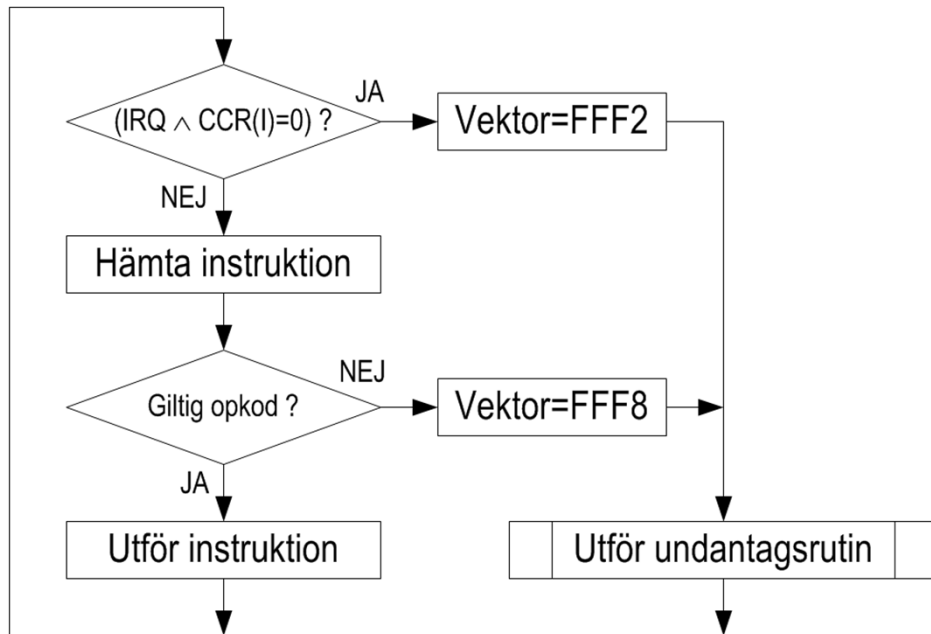 (IRQ ∧ CCR(I)=0) ?
JA
Vektor=FFF2
NEJ
Hämta instruktion
Giltig opkod ?
NEJ
Vektor=FFF8
JA
Utför instruktion
Utför undantagsrutin